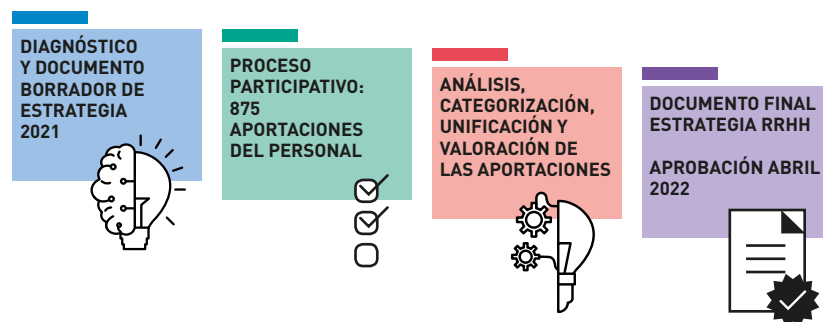 DIAGNÓSTICO
Y DOCUMENTO
BORRADOR DE
ESTRATEGIA
2021
PROCESO
PARTICIPATIVO:
875
APORTACIONES
DEL PERSONAL
ANÁLISIS,
CATEGORIZACIÓN,
UNIFICACIÓN Y
VALORACIÓN DE
LAS APORTACIONES
DOCUMENTO FINAL
ESTRATEGIA RRHH
APROBACIÓN ABRIL
2022